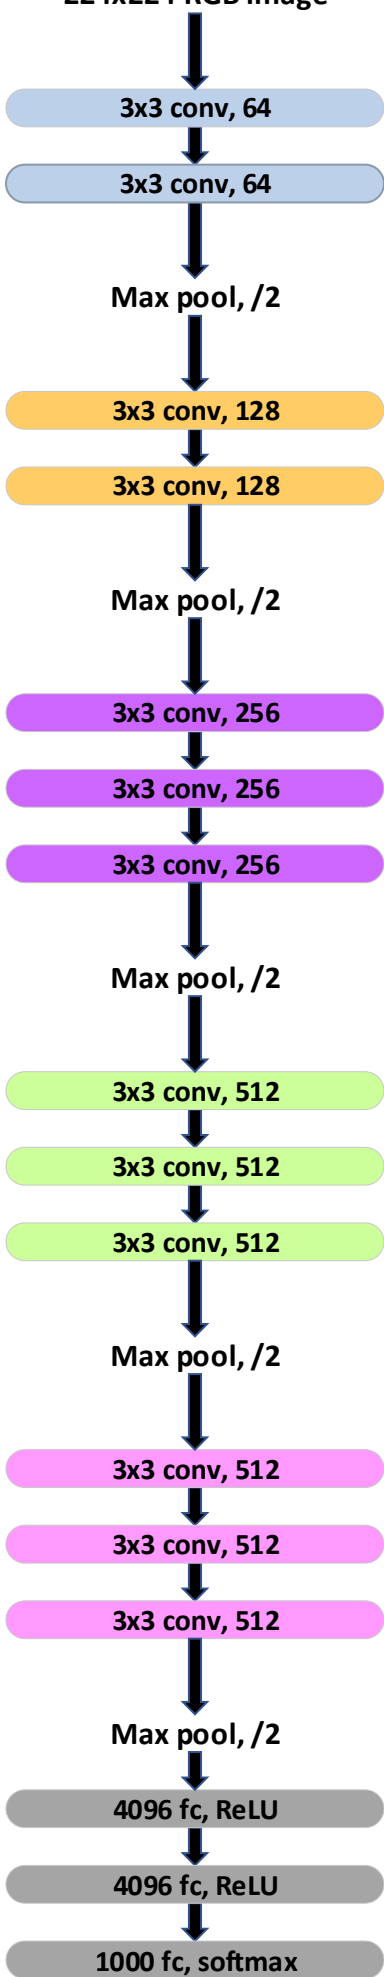 224x224 RGB image
3x3 conv, 64
3x3 conv, 64
Max pool, /2
3x3 conv, 128
3x3 conv, 128
Max pool, /2
3x3 conv, 256
3x3 conv, 256
3x3 conv, 256
Max pool, /2
3x3 conv, 512
3x3 conv, 512
3x3 conv, 512
Max pool, /2
3x3 conv, 512
3x3 conv, 512
3x3 conv, 512
Max pool, /2
4096 fc, ReLU
4096 fc, ReLU
1000 fc, softmax